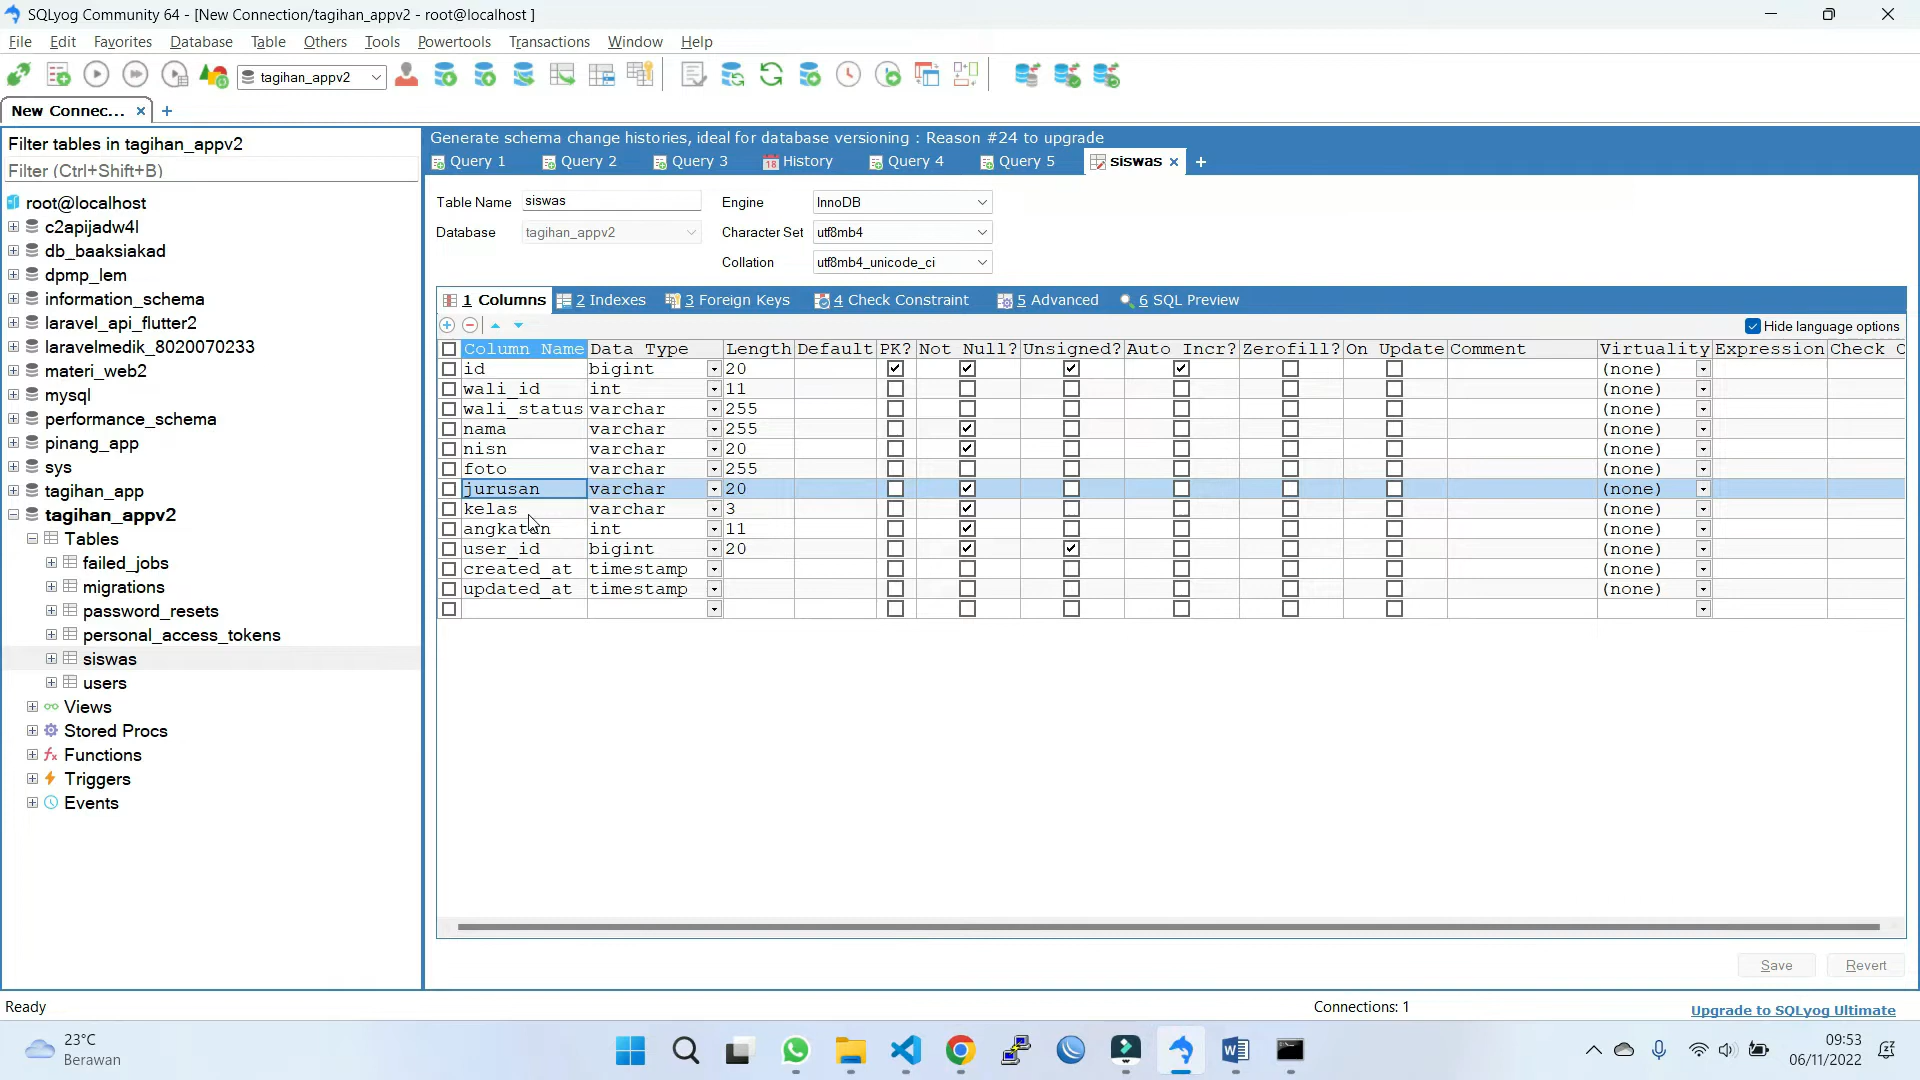 SQLyog Community 64 - [New Connection/tagihan_appv2 - root@localhost ]
File Edit Favorites Database Table Others Tools Powertools Transactions Window Help
tagihan_appv2
New Connec...
Filter tables in tagihan_appv2
Filter (Ctrl+Shift+B)
root@localhost
c2apijadw4l
db_baaksiakad
dpmp_lem
information_schema
laravel_api_flutter2
laravelmedik_8020070233
materi_web2
mysql
performance_schema
pinang_app
sys
tagihan_app
tagihan_appv2
Tables
failed_jobs
migrations
password_resets
personal_access_tokens
siswas
users
Views
Stored Procs
Functions
Triggers
Events
Generate schema change histories, ideal for database versioning : Reason #24 to upgrade
Query 1 Query 2 Query 3 18 History Query 4 Query 5 siswas
Table Name siswas Engine InnoDB
Database tagihan_appv2 Character Set utf8mb4
Collation utf8mb4_unicode_ci
1 Columns 2 Indexes 3 Foreign Keys 4 Check Constraint 5 Advanced 6 SQL Preview
Hide language options
Column Name Data Type Length Default PK? Not Null? Unsigned? Auto Incr? Zerofill? On Update Comment Virtuality Expression Check C
id bigint 20 (none)
wali_id int 11 (none)
wali_status varchar 255 (none)
nama varchar 255 (none)
nisn varchar 20 (none)
foto varchar 255 (none)
jurusan varchar 20 (none)
kelas varchar 3 (none)
angkatan int 11 (none)
user_id bigint 20 (none)
created_at timestamp (none)
updated_at timestamp (none)
Save Revert
Ready Connections: 1 Upgrade to SQLyog Ultimate
23°C
Berawan
09:53
06/11/2022